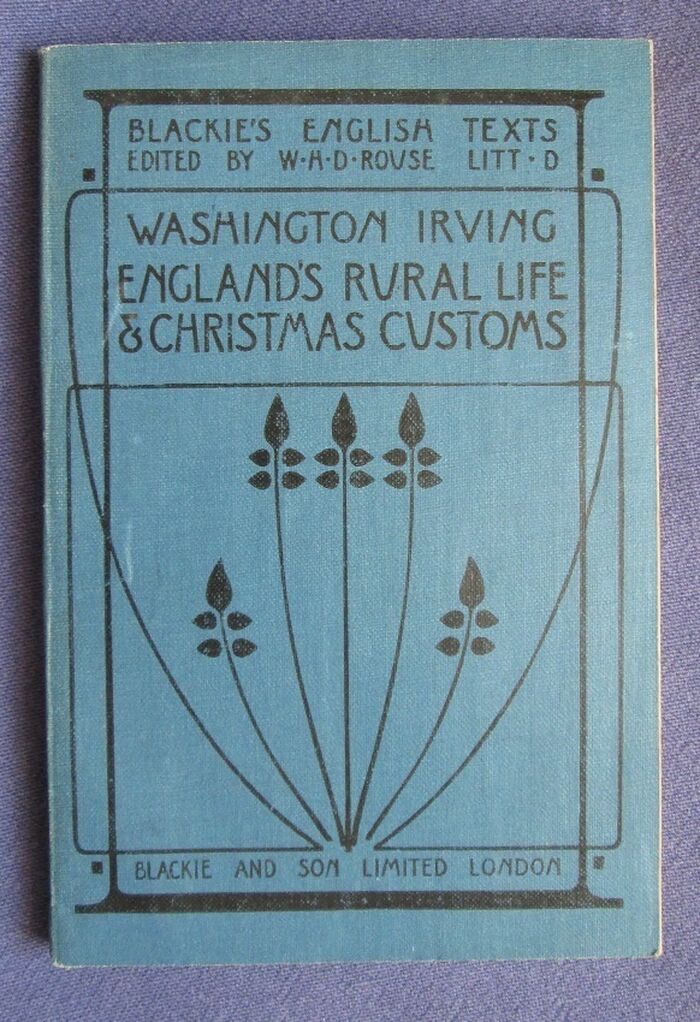 BLACKIE'S ENGLISH TEXTS
EDITED BY W·H·D·ROUSE LITT·D
WASHINGTON IRVING
ENGLAND'S RURAL LIFE
& CHRISTMAS CUSTOMS
BLACKIE AND SON LIMITED LONDON